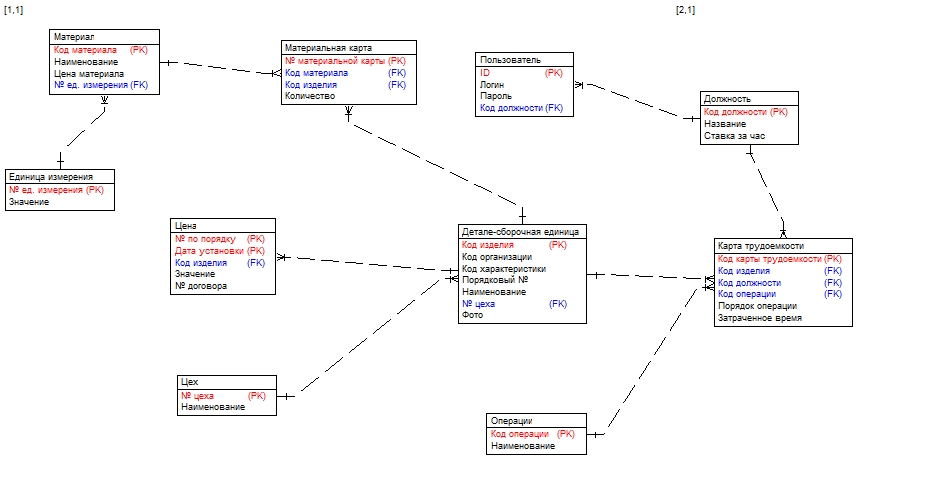 [1,1]
[2,1]
Материал
Код материала (PK)
Наименование
Цена материала
№ ед. измерения (FK)
Материальная карта
№ материальной карты (PK)
Код материала (FK)
Код изделия (FK)
Количество
Пользователь
ID (PK)
Логин
Пароль
Код должности (FK)
Должность
Код должности (PK)
Название
Ставка за час
Единица измерения
№ ед. измерения (PK)
Значение
Цена
№ по порядку (PK)
Дата установки (PK)
Код изделия (FK)
Значение
№ договора
Детале-сборочная единица
Код изделия (PK)
Код организации
Код характеристики
Порядковый №
Наименование
№ цеха (FK)
Фото
Карта трудоемкости
Код карты трудоемкости (PK)
Код изделия (FK)
Код должности (FK)
Код операции (FK)
Порядок операции
Затраченное время
Цех
№ цеха (PK)
Наименование
Операции
Код операции (PK)
Наименование